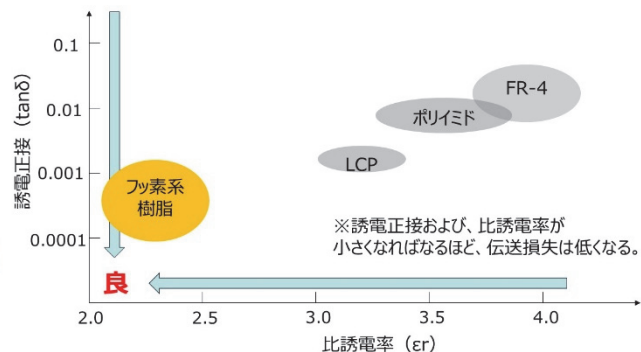 誘電正接 (tanδ)
0.1
0.01
0.001
0.0001
FR-4
ポリイミド
LCP
フッ素系
樹脂
※誘電正接および、比誘電率が
小さくなればなるほど、伝送損失は低くなる。
良
2.0
2.5
3.0
3.5
4.0
比誘電率 (εr)